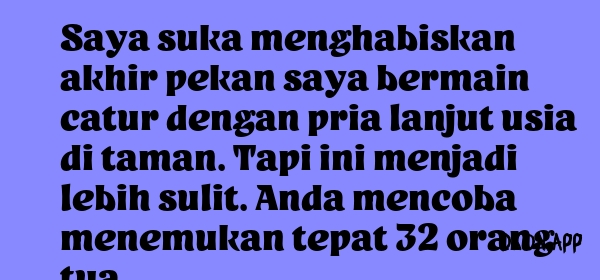 Saya suka menghabiskan
akhir pekan saya bermain
catur dengan pria lanjut usia
di taman. Tapi ini menjadi
lebih sulit. Anda mencoba
menemukan tepat 32 orang
tua